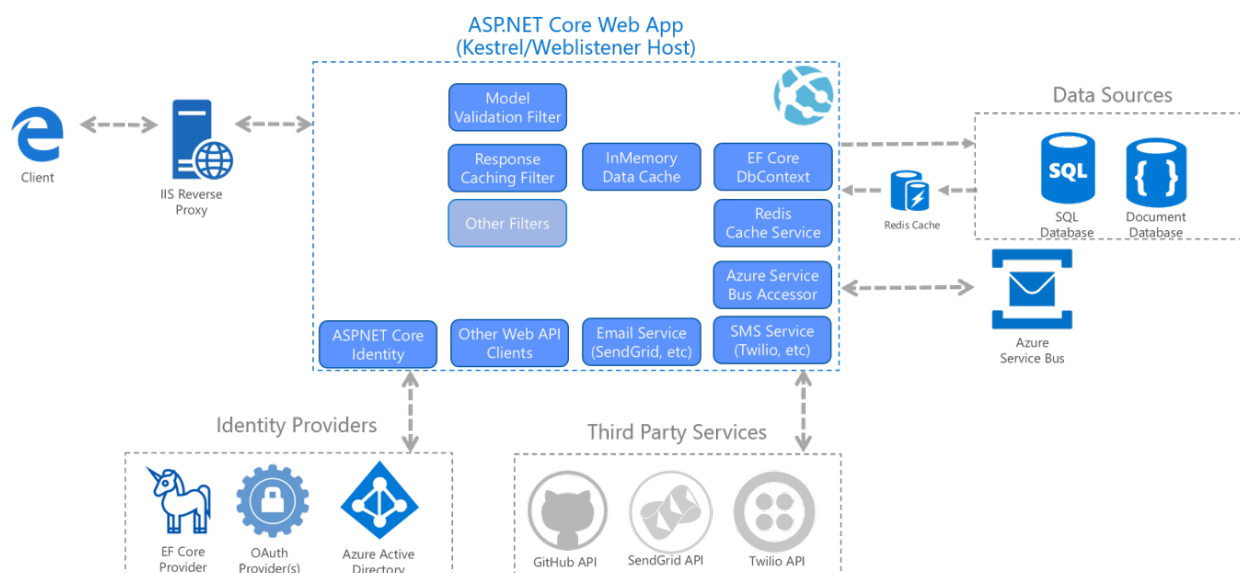 ASP.NET Core Web App
(Kestrel/Weblistener Host)
Client
IIS Reverse
Proxy
Model
Validation Filter
Response
Caching Filter
Other Filters
InMemory
Data Cache
EF Core
DbContext
Redis
Cache Service
Azure Service
Bus Accessor
ASPNET Core
Identity
Other Web API
Clients
Email Service
(SendGrid, etc)
SMS Service
(Twilio, etc)
Data Sources
SQL
SQL
Database
{ }
Document
Database
Redis Cache
Azure
Service Bus
Identity Providers
EF Core
Provider
OAuth
Provider(s)
Azure Active
Directory
Third Party Services
GitHub API
SendGrid API
Twilio API